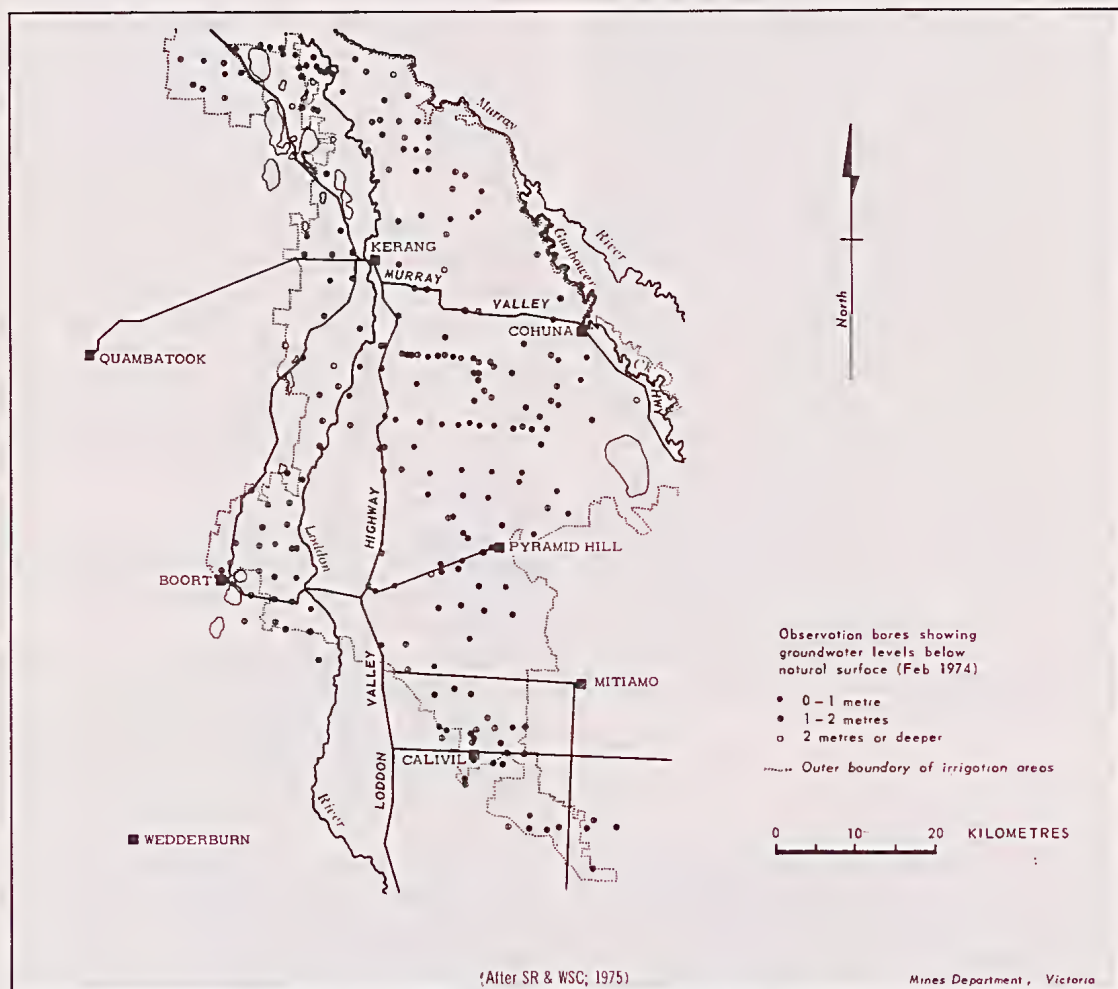 Murray
River
Gunbower
KERANG
MURRAY
VALLEY
COHUNA
CK
HWY
QUAMBATOOK
North
HIGHWAY
Loddon
PYRAMID HILL
BOORT
Observation bores showing
groundwater levels below
natural surface (Feb 1974)
0 – 1 metre
1 – 2 metres
2 metres or deeper
Outer boundary of irrigation areas
MITIAMO
VALLEY
CALIVIL
LODDON
River
WEDDERBURN
0 10 20 KILOMETRES
(After SR & WSC; 1975)
Mines Department, Victoria